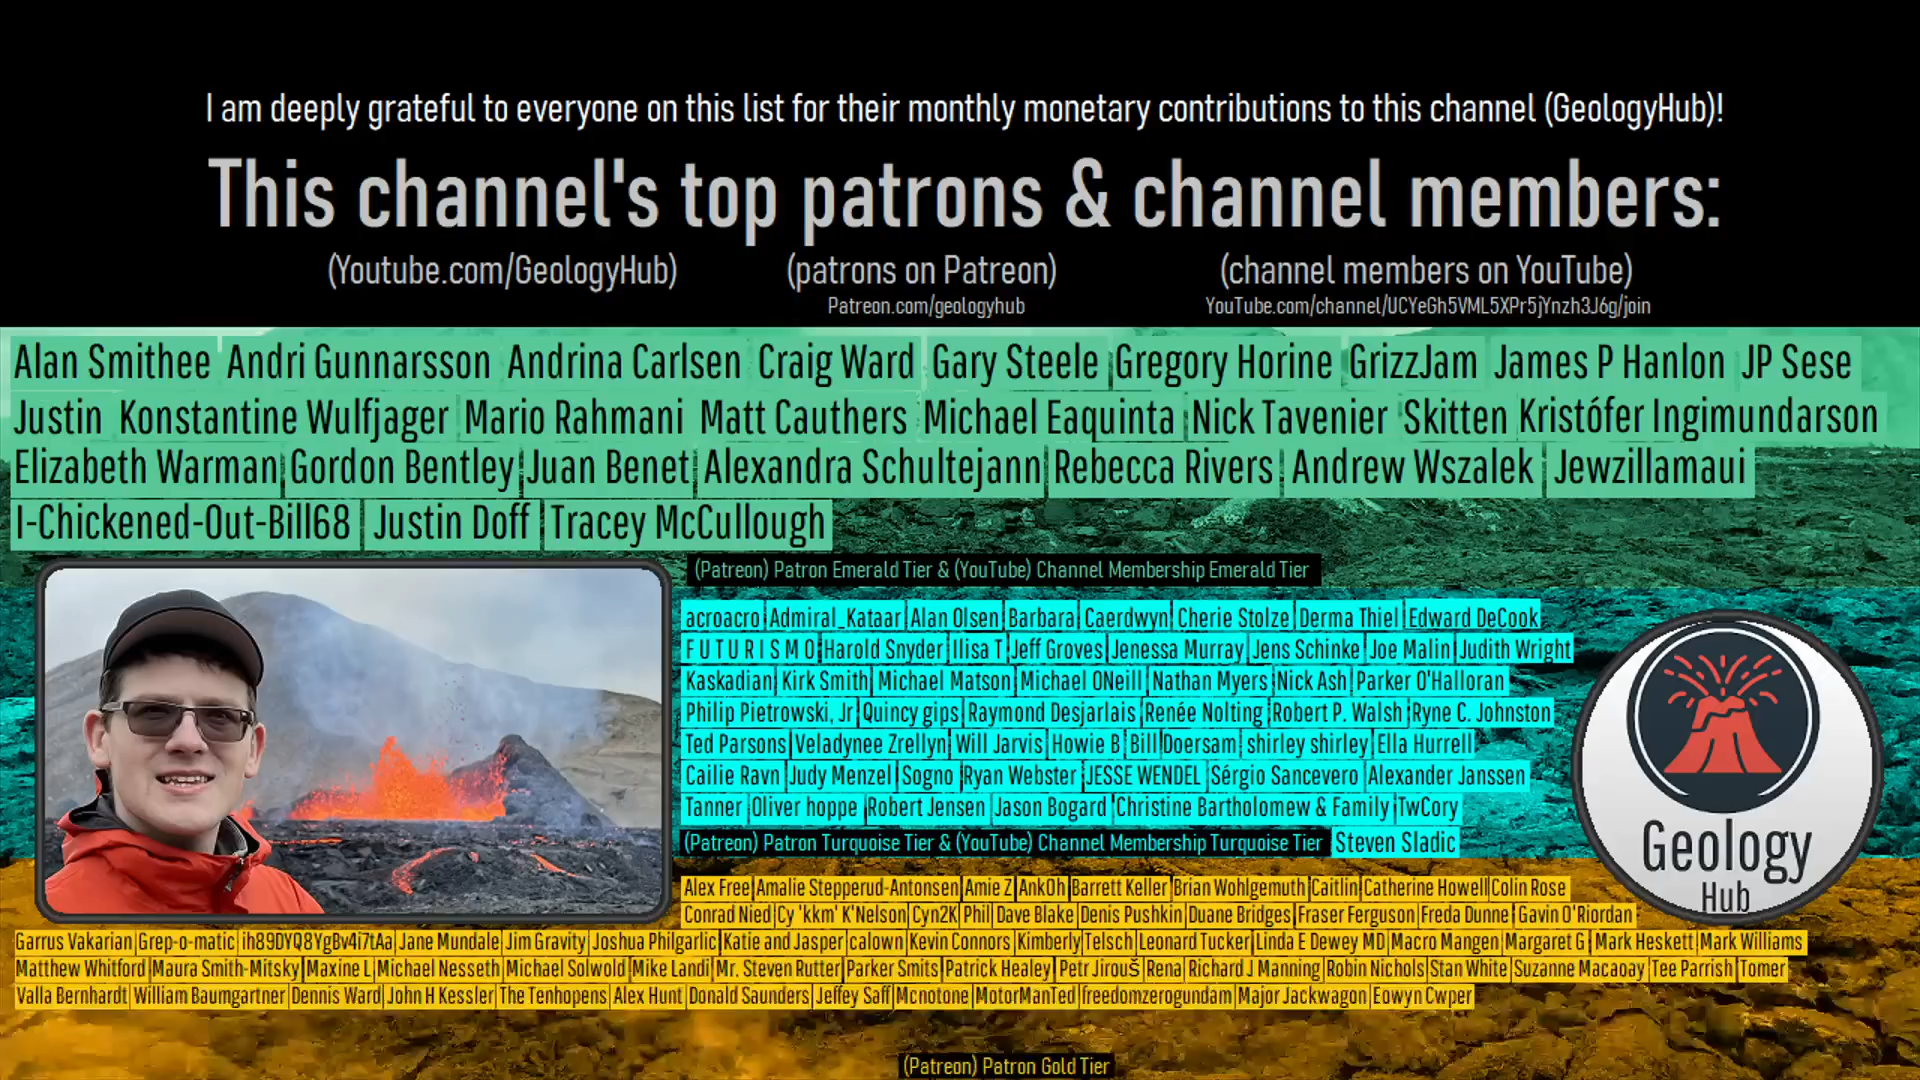 I am deeply grateful to everyone on this list for their monthly monetary contributions to this channel (GeologyHub)!
This channel's top patrons & channel members:
(Youtube.com/GeologyHub) (patrons on Patreon) (channel members on YouTube)
Patreon.com/geologyhub YouTube.com/channel/UCYeGh5VML5XPr5jYnzh3J6g/join
Alan Smithee Andri Gunnarsson Andrina Carlsen Craig Ward Gary Steele Gregory Horine GrizzJam James P Hanlon JP Sese
Justin Konstantine Wulfjager Mario Rahmani Matt Cauthers Michael Eaquinta Nick Tavenier Skitten Kristófer Ingimundarson
Elizabeth Warman Gordon Bentley Juan Benet Alexandra Schultejann Rebecca Rivers Andrew Wszalek Jewzillamaui
I-Chickened-Out-Bill68 Justin Doff Tracey McCullough
(Patreon) Patron Emerald Tier & (YouTube) Channel Membership Emerald Tier
acroacro Admiral_Kataar Alan Olsen Barbara Caerdwyn Cherie Stolze Derma Thiel Edward DeCook
F U T U R I S M O Harold Snyder Ilisa T Jeff Groves Jenessa Murray Jens Schinke Joe Malin Judith Wright
Kaskadian Kirk Smith Michael Matson Michael ONeill Nathan Myers Nick Ash Parker O'Halloran
Philip Pietrowski, Jr Quincy gips Raymond Desjarlais Renée Nolting Robert P. Walsh Ryne C. Johnston
Ted Parsons Veladynee Zrellyn Will Jarvis Howie B Bill Doersam shirley shirley Ella Hurrell
Cailie Ravn Judy Menzel Sogno Ryan Webster JESSE WENDEL Sérgio Sancevero Alexander Janssen
Tanner Oliver hoppe Robert Jensen Jason Bogard Christine Bartholomew & Family TwCory
(Patreon) Patron Turquoise Tier & (YouTube) Channel Membership Turquoise Tier Steven Sladic
Geology
Hub
Alex Free Amalie Stepperud-Antonsen Amie Z AnkOh Barrett Keller Brian Wohlgemuth Caitlin Catherine Howell Colin Rose
Conrad Nied Cy 'kkm' K'Nelson Cyn2K Phil Dave Blake Denis Pushkin Duane Bridges Fraser Ferguson Freda Dunne Gavin O'Riordan
Garrus Vakarian Grep-o-matic ih89DYQ8YgBv4i7tAa Jane Mundale Jim Gravity Joshua Philgarlic Katie and Jasper calown Kevin Connors Kimberly Telsch Leonard Tucker Linda E Dewey MD Macro Mangen Margaret G Mark Heskett Mark Williams
Matthew Whitford Maura Smith-Mitsky Maxine L Michael Nesseth Michael Solwold Mike Landi Mr. Steven Rutter Parker Smits Patrick Healey Petr Jirouš Rena Richard J Manning Robin Nichols Stan White Suzanne Macaoay Tee Parrish Tomer
Valla Bernhardt William Baumgartner Dennis Ward John H Kessler The Tenhopens Alex Hunt Donald Saunders Jeffey Saff Mcnotone MotorManTed freedomzerogundam Major Jackwagon Eowyn Cwper
(Patreon) Patron Gold Tier